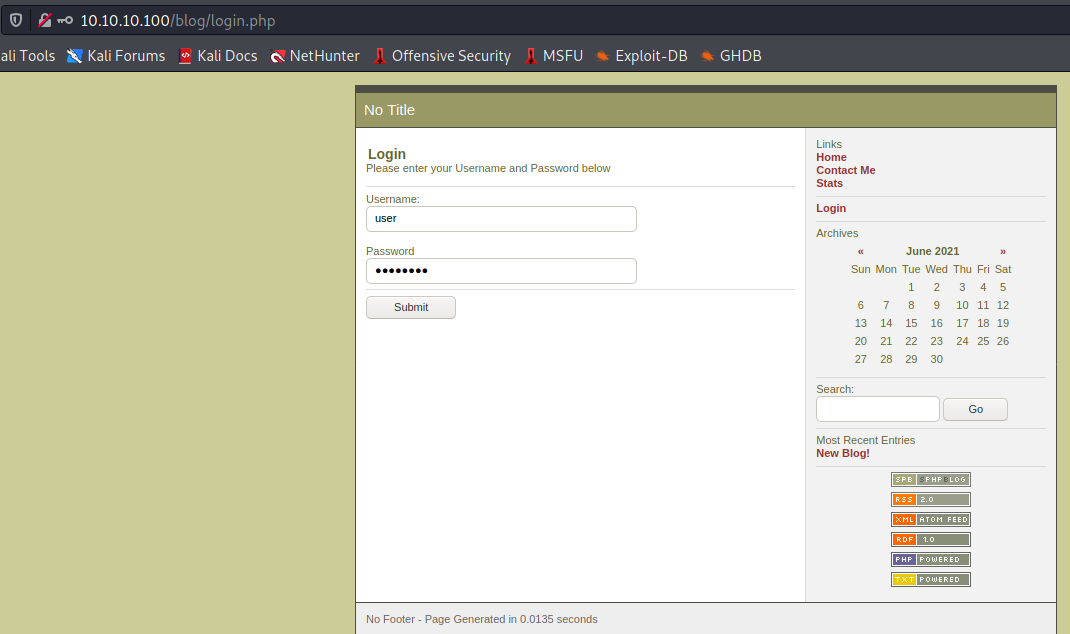 10.10.10.100/blog/login.php
ali Tools Kali Forums Kali Docs NetHunter Offensive Security MSFU Exploit-DB GHDB
No Title
Login
Please enter your Username and Password below
Username:
user
Password
••••••••
Submit
Links
Home
Contact Me
Stats
Login
Archives
« June 2021 »
Sun Mon Tue Wed Thu Fri Sat
1 2 3 4 5
6 7 8 9 10 11 12
13 14 15 16 17 18 19
20 21 22 23 24 25 26
27 28 29 30
Search:
Go
Most Recent Entries
New Blog!
SPB SPHPBLOG
RSS 2.0
XML ATOM FEED
RDF 1.0
PHP POWERED
TXT POWERED
No Footer - Page Generated in 0.0135 seconds